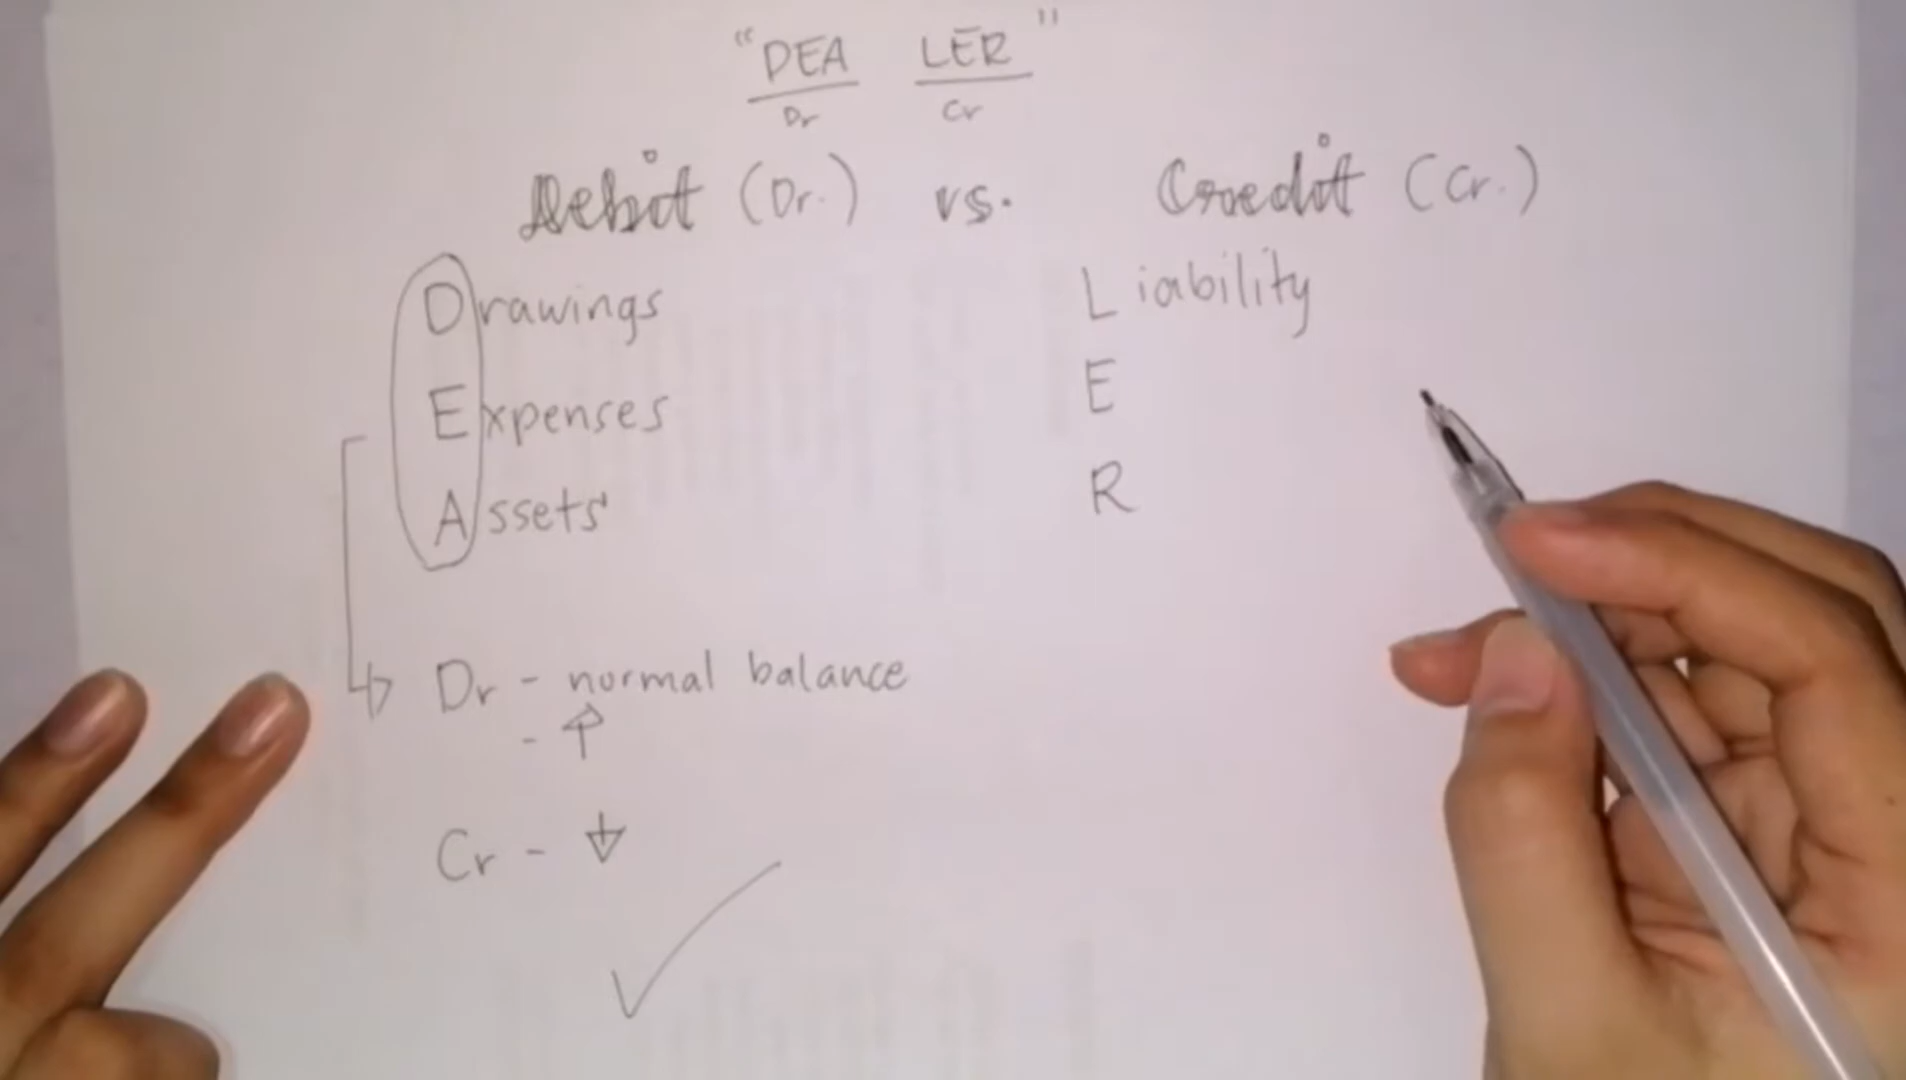 "DEA LER"
Dr Cr
Debit (Dr.) vs. Credit (Cr.)
Drawings Liability
Expenses E
Assets R
Dr - normal balance
- ↑
Cr - ↓